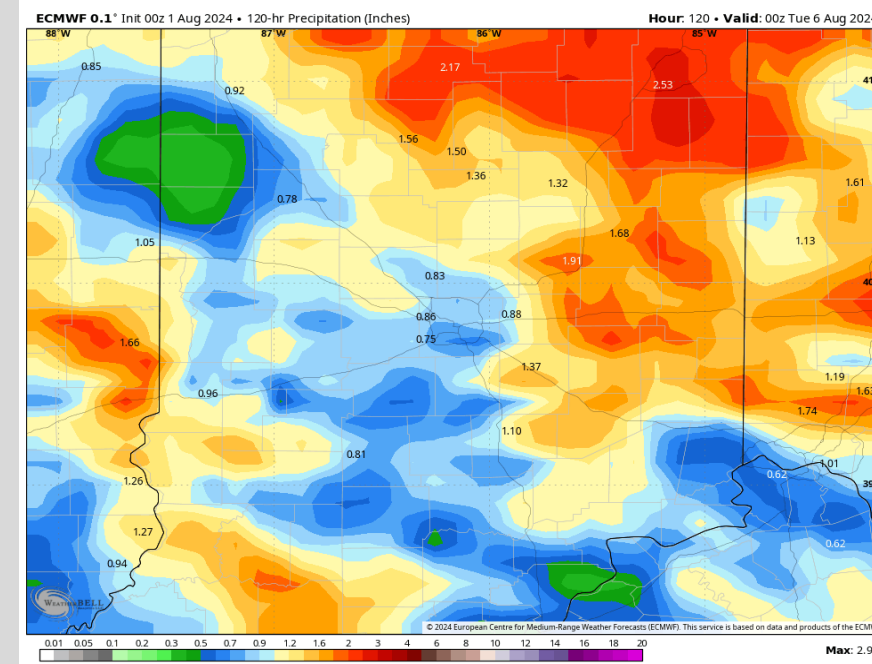 ECMWF 0.1° Init 00z 1 Aug 2024 • 120-hr Precipitation (Inches)
Hour: 120 • Valid: 00z Tue 6 Aug 2024
88°W 87°W 86°W 85°W
0.85 2.17 2.53 41
0.92
1.56
1.50
1.36 1.32 1.61
0.78
1.68
1.05 1.13
1.91
0.83
40
0.86 0.88
0.75
1.66
1.37
1.19
0.96 1.63
1.74
1.10
0.81 1.01
0.62
1.26 39
1.27
0.62
0.94
WEATHERBELL
© 2024 European Centre for Medium-Range Weather Forecasts (ECMWF). This service is based on data and products of the ECMW
0.01 0.05 0.1 0.2 0.3 0.5 0.7 0.9 1.2 1.6 2 3 4 6 8 10 12 14 16 18 20
Max: 2.9